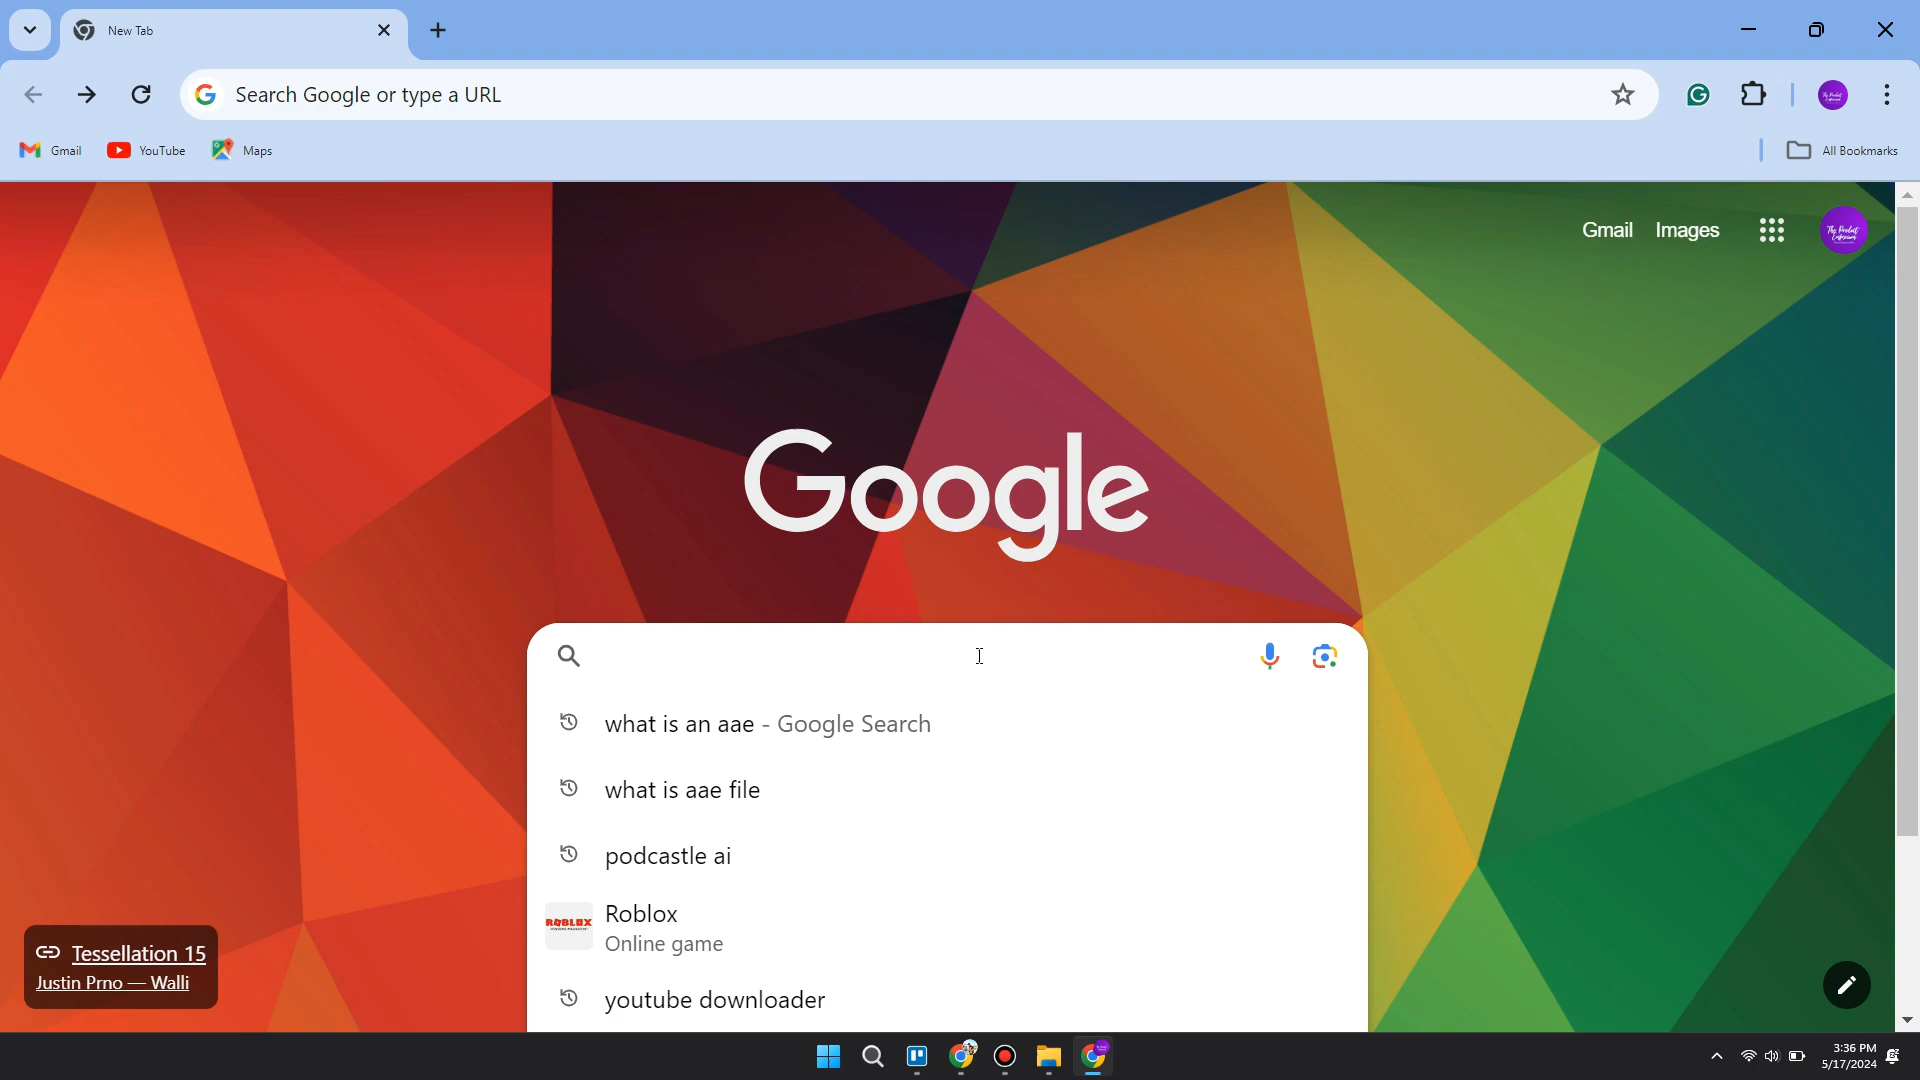 New Tab
Search Google or type a URL
Gmail
YouTube
Maps
All Bookmarks
Gmail
Images
Google
what is an aae - Google Search
what is aae file
podcastle ai
ROBLOX
Roblox
Online game
youtube downloader
Tessellation 15
Justin Prno — Walli
3:36 PM
5/17/2024